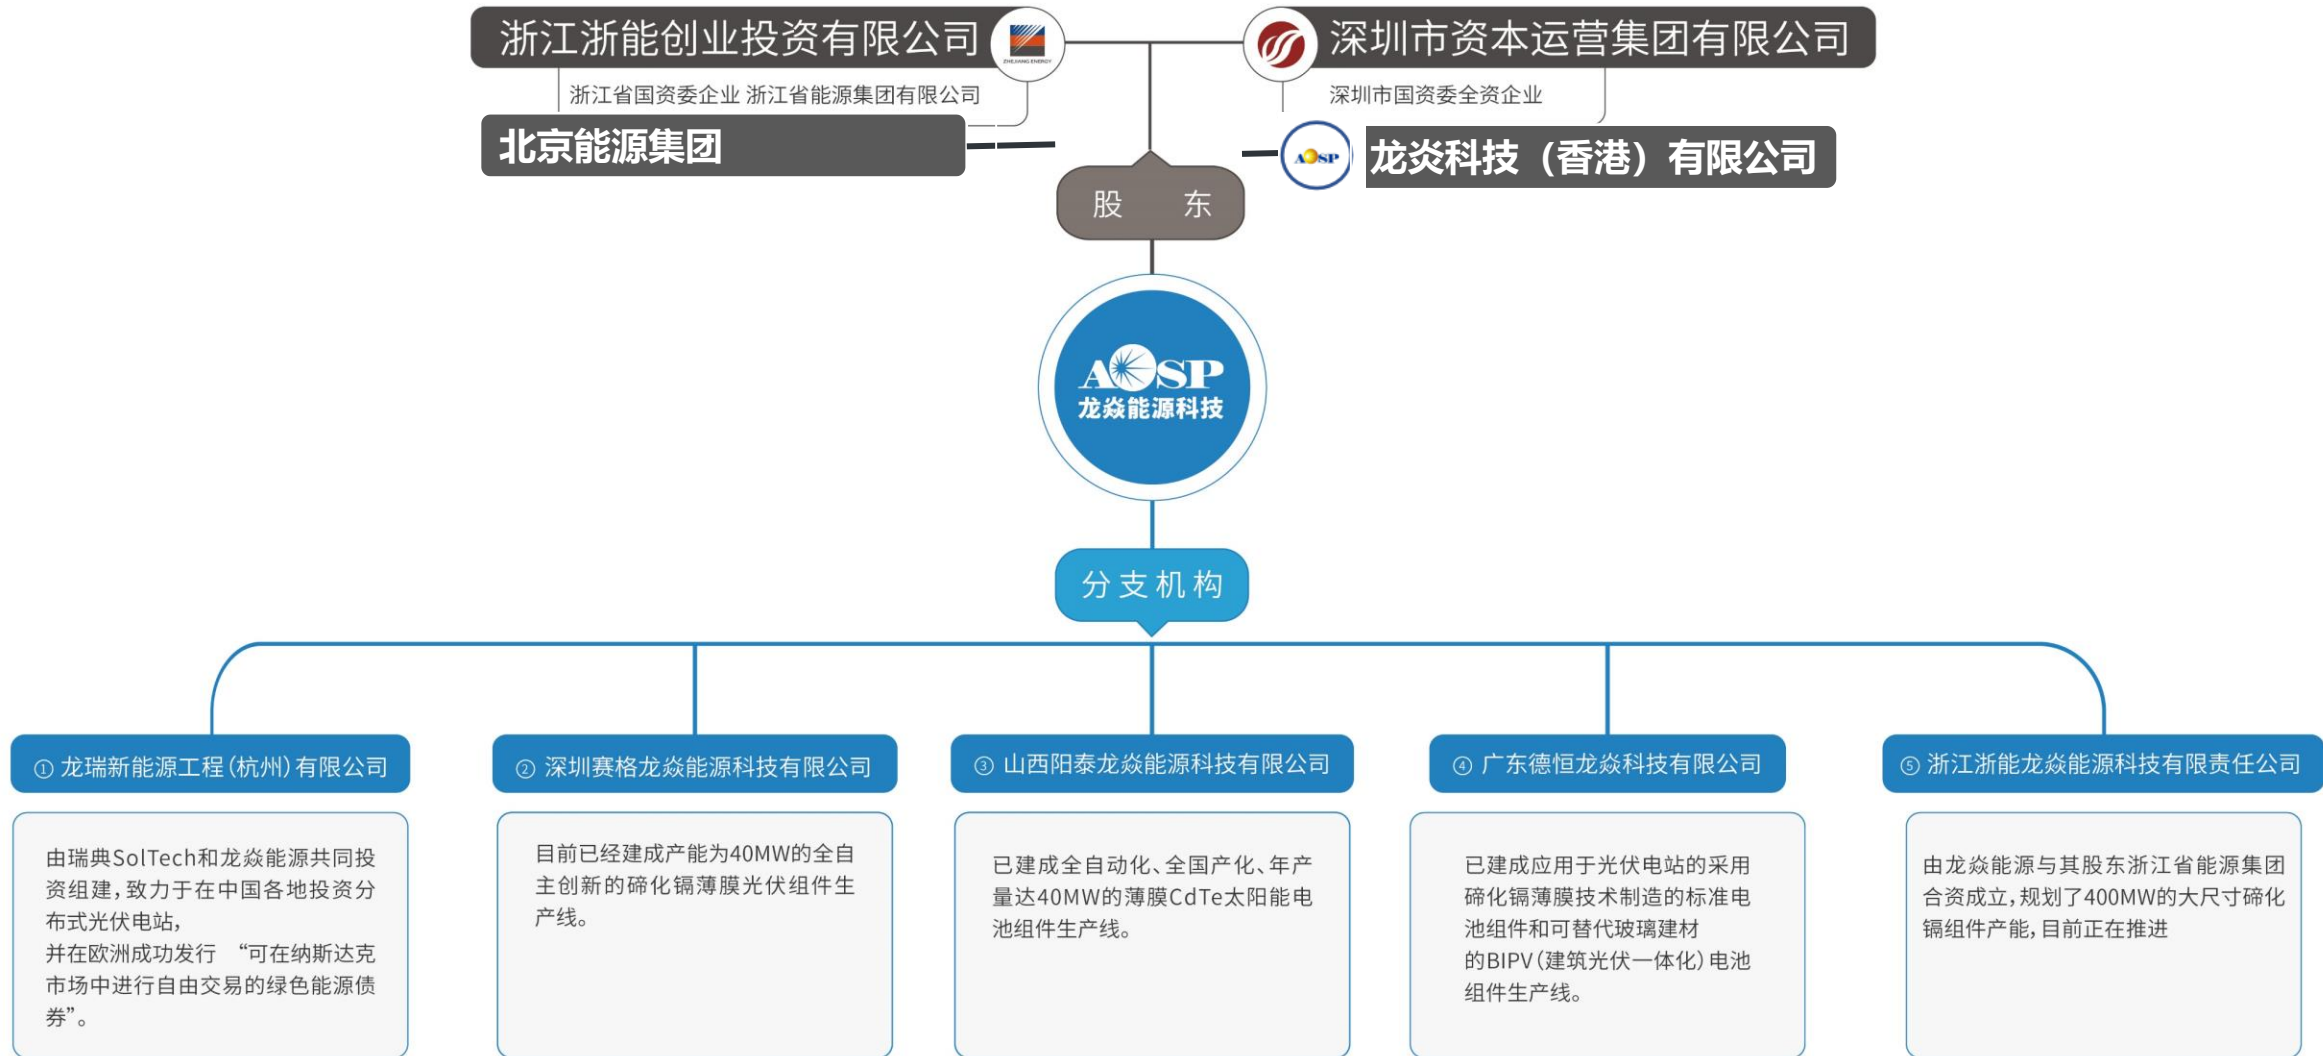 浙江浙能创业投资有限公司
ZHEJIANG ENERGY
深圳市资本运营集团有限公司
浙江省国资委企业 浙江省能源集团有限公司
深圳市国资委全资企业
北京能源集团
AOSP
龙炎科技（香港）有限公司
股 东
AOSP
龙焱能源科技
分支机构
① 龙瑞新能源工程(杭州)有限公司
由瑞典SolTech和龙焱能源共同投
资组建,致力于在中国各地投资分
布式光伏电站,
并在欧洲成功发行 “可在纳斯达克
市场中进行自由交易的绿色能源债
券”。
② 深圳赛格龙焱能源科技有限公司
目前已经建成产能为40MW的全自
主创新的碲化镉薄膜光伏组件生
产线。
③ 山西阳泰龙焱能源科技有限公司
已建成全自动化、全国产化、年产
量达40MW的薄膜CdTe太阳能电
池组件生产线。
④ 广东德恒龙焱科技有限公司
已建成应用于光伏电站的采用
碲化镉薄膜技术制造的标准电
池组件和可替代玻璃建材
的BIPV(建筑光伏一体化)电池
组件生产线。
⑤ 浙江浙能龙焱能源科技有限责任公司
由龙焱能源与其股东浙江省能源集团
合资成立,规划了400MW的大尺寸碲化
镉组件产能,目前正在推进